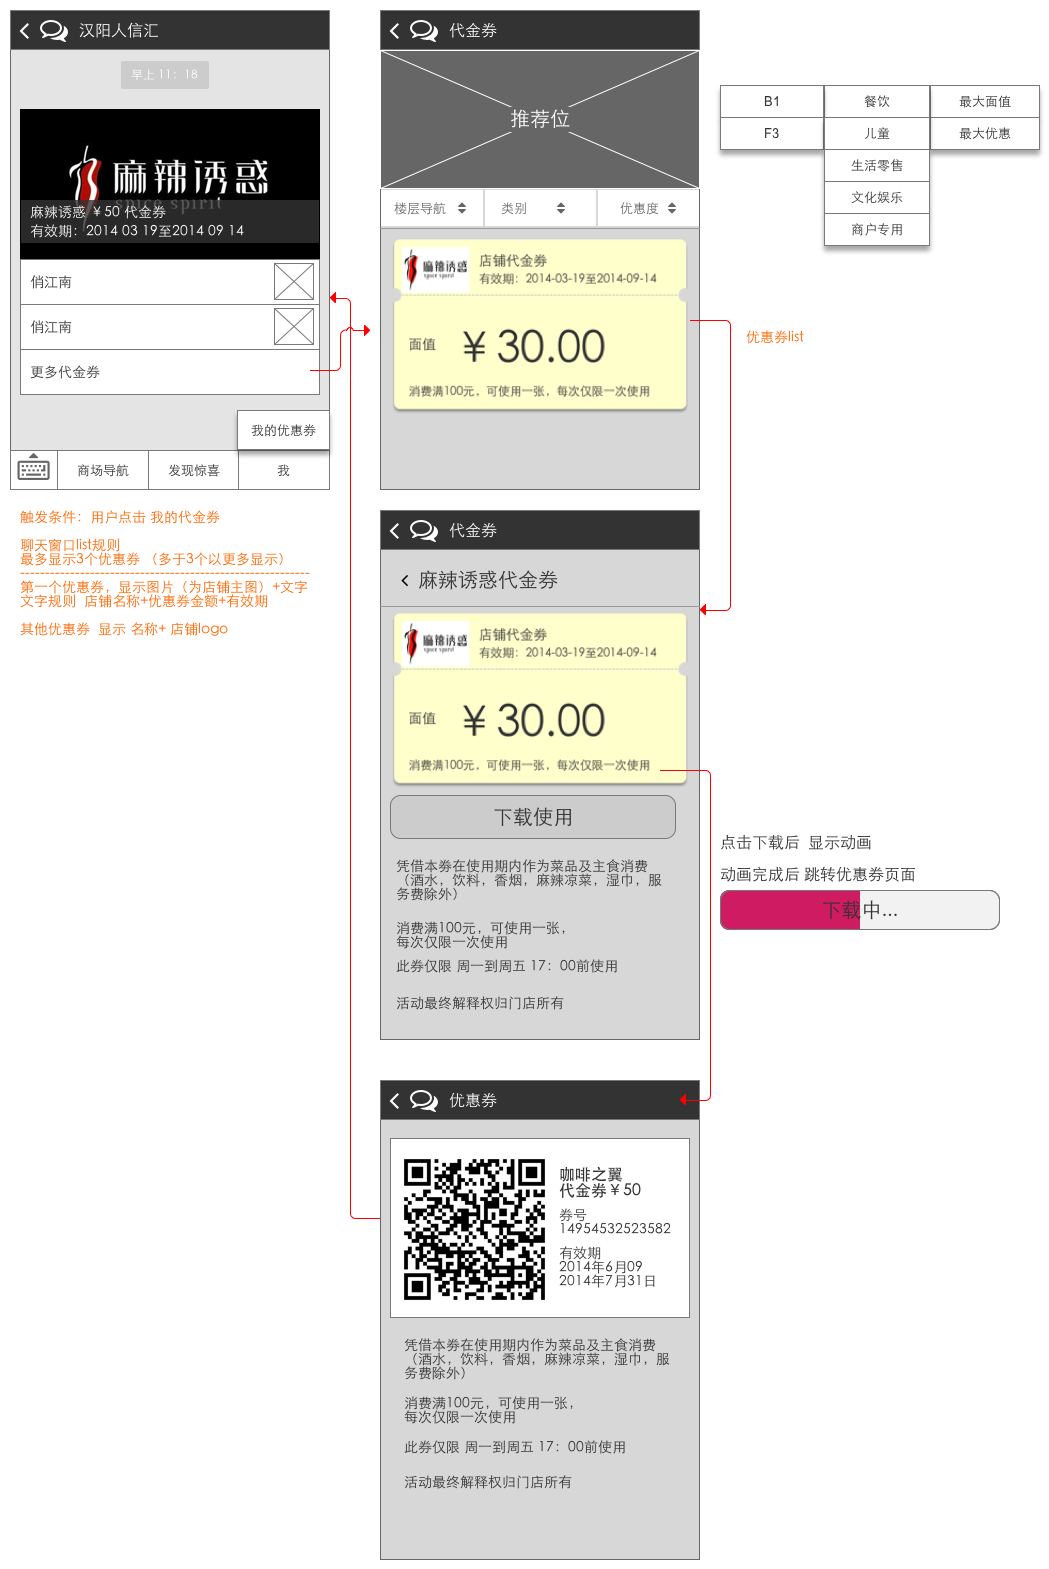 汉阳人信汇
早上 11：18
麻辣诱惑
spice spirit
麻辣诱惑 ￥50 代金券
有效期：2014 03 19至2014 09 14
俏江南
俏江南
更多代金券
我的优惠券
商场导航 发现惊喜 我
触发条件：用户点击 我的代金券
聊天窗口list规则
最多显示3个优惠券 （多于3个以更多显示）
第一个优惠券，显示图片（为店铺主图）+文字
文字规则 店铺名称+优惠券金额+有效期
其他优惠券 显示 名称+ 店铺logo
代金券
推荐位
楼层导航 类别 优惠度
麻辣诱惑
spice spirit
店铺代金券
有效期：2014-03-19至2014-09-14
面值 ￥30.00
消费满100元，可使用一张，每次仅限一次使用
B1 餐饮 最大面值
F3 儿童 最大优惠
生活零售
文化娱乐
商户专用
优惠券list
代金券
麻辣诱惑代金券
麻辣诱惑
spice spirit
店铺代金券
有效期：2014-03-19至2014-09-14
面值 ￥30.00
消费满100元，可使用一张，每次仅限一次使用
下载使用
凭借本券在使用期内作为菜品及主食消费
（酒水，饮料，香烟，麻辣凉菜，湿巾，服
务费除外）
消费满100元，可使用一张，
每次仅限一次使用
此券仅限 周一到周五 17：00前使用
活动最终解释权归门店所有
点击下载后 显示动画
动画完成后 跳转优惠券页面
下载中...
优惠券
咖啡之翼
代金券￥50
券号
14954532523582
有效期
2014年6月09
2014年7月31日
凭借本券在使用期内作为菜品及主食消费
（酒水，饮料，香烟，麻辣凉菜，湿巾，服
务费除外）
消费满100元，可使用一张，
每次仅限一次使用
此券仅限 周一到周五 17：00前使用
活动最终解释权归门店所有